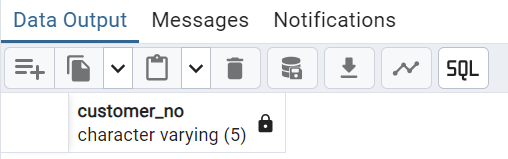 Data Output Messages Notifications
SQL
customer_no
character varying (5)